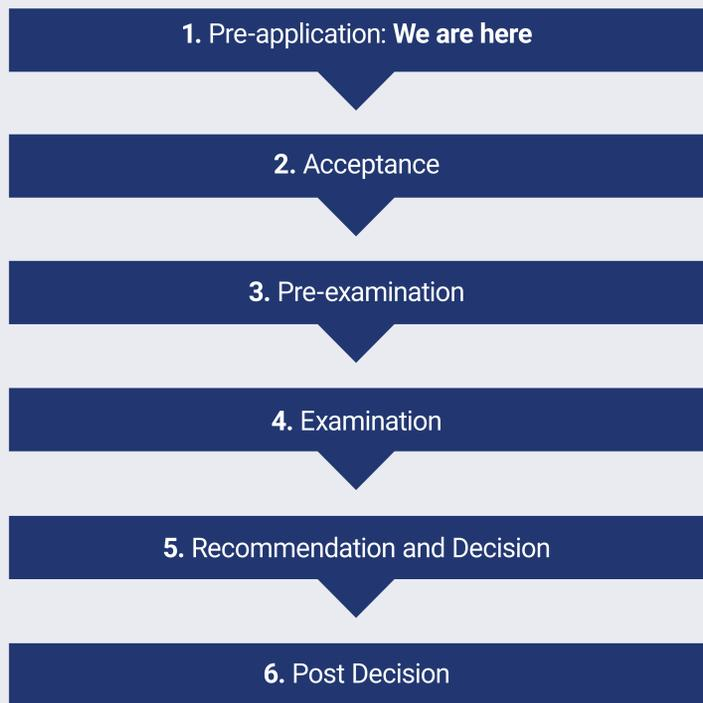 1. Pre-application: We are here
2. Acceptance
3. Pre-examination
4. Examination
5. Recommendation and Decision
6. Post Decision